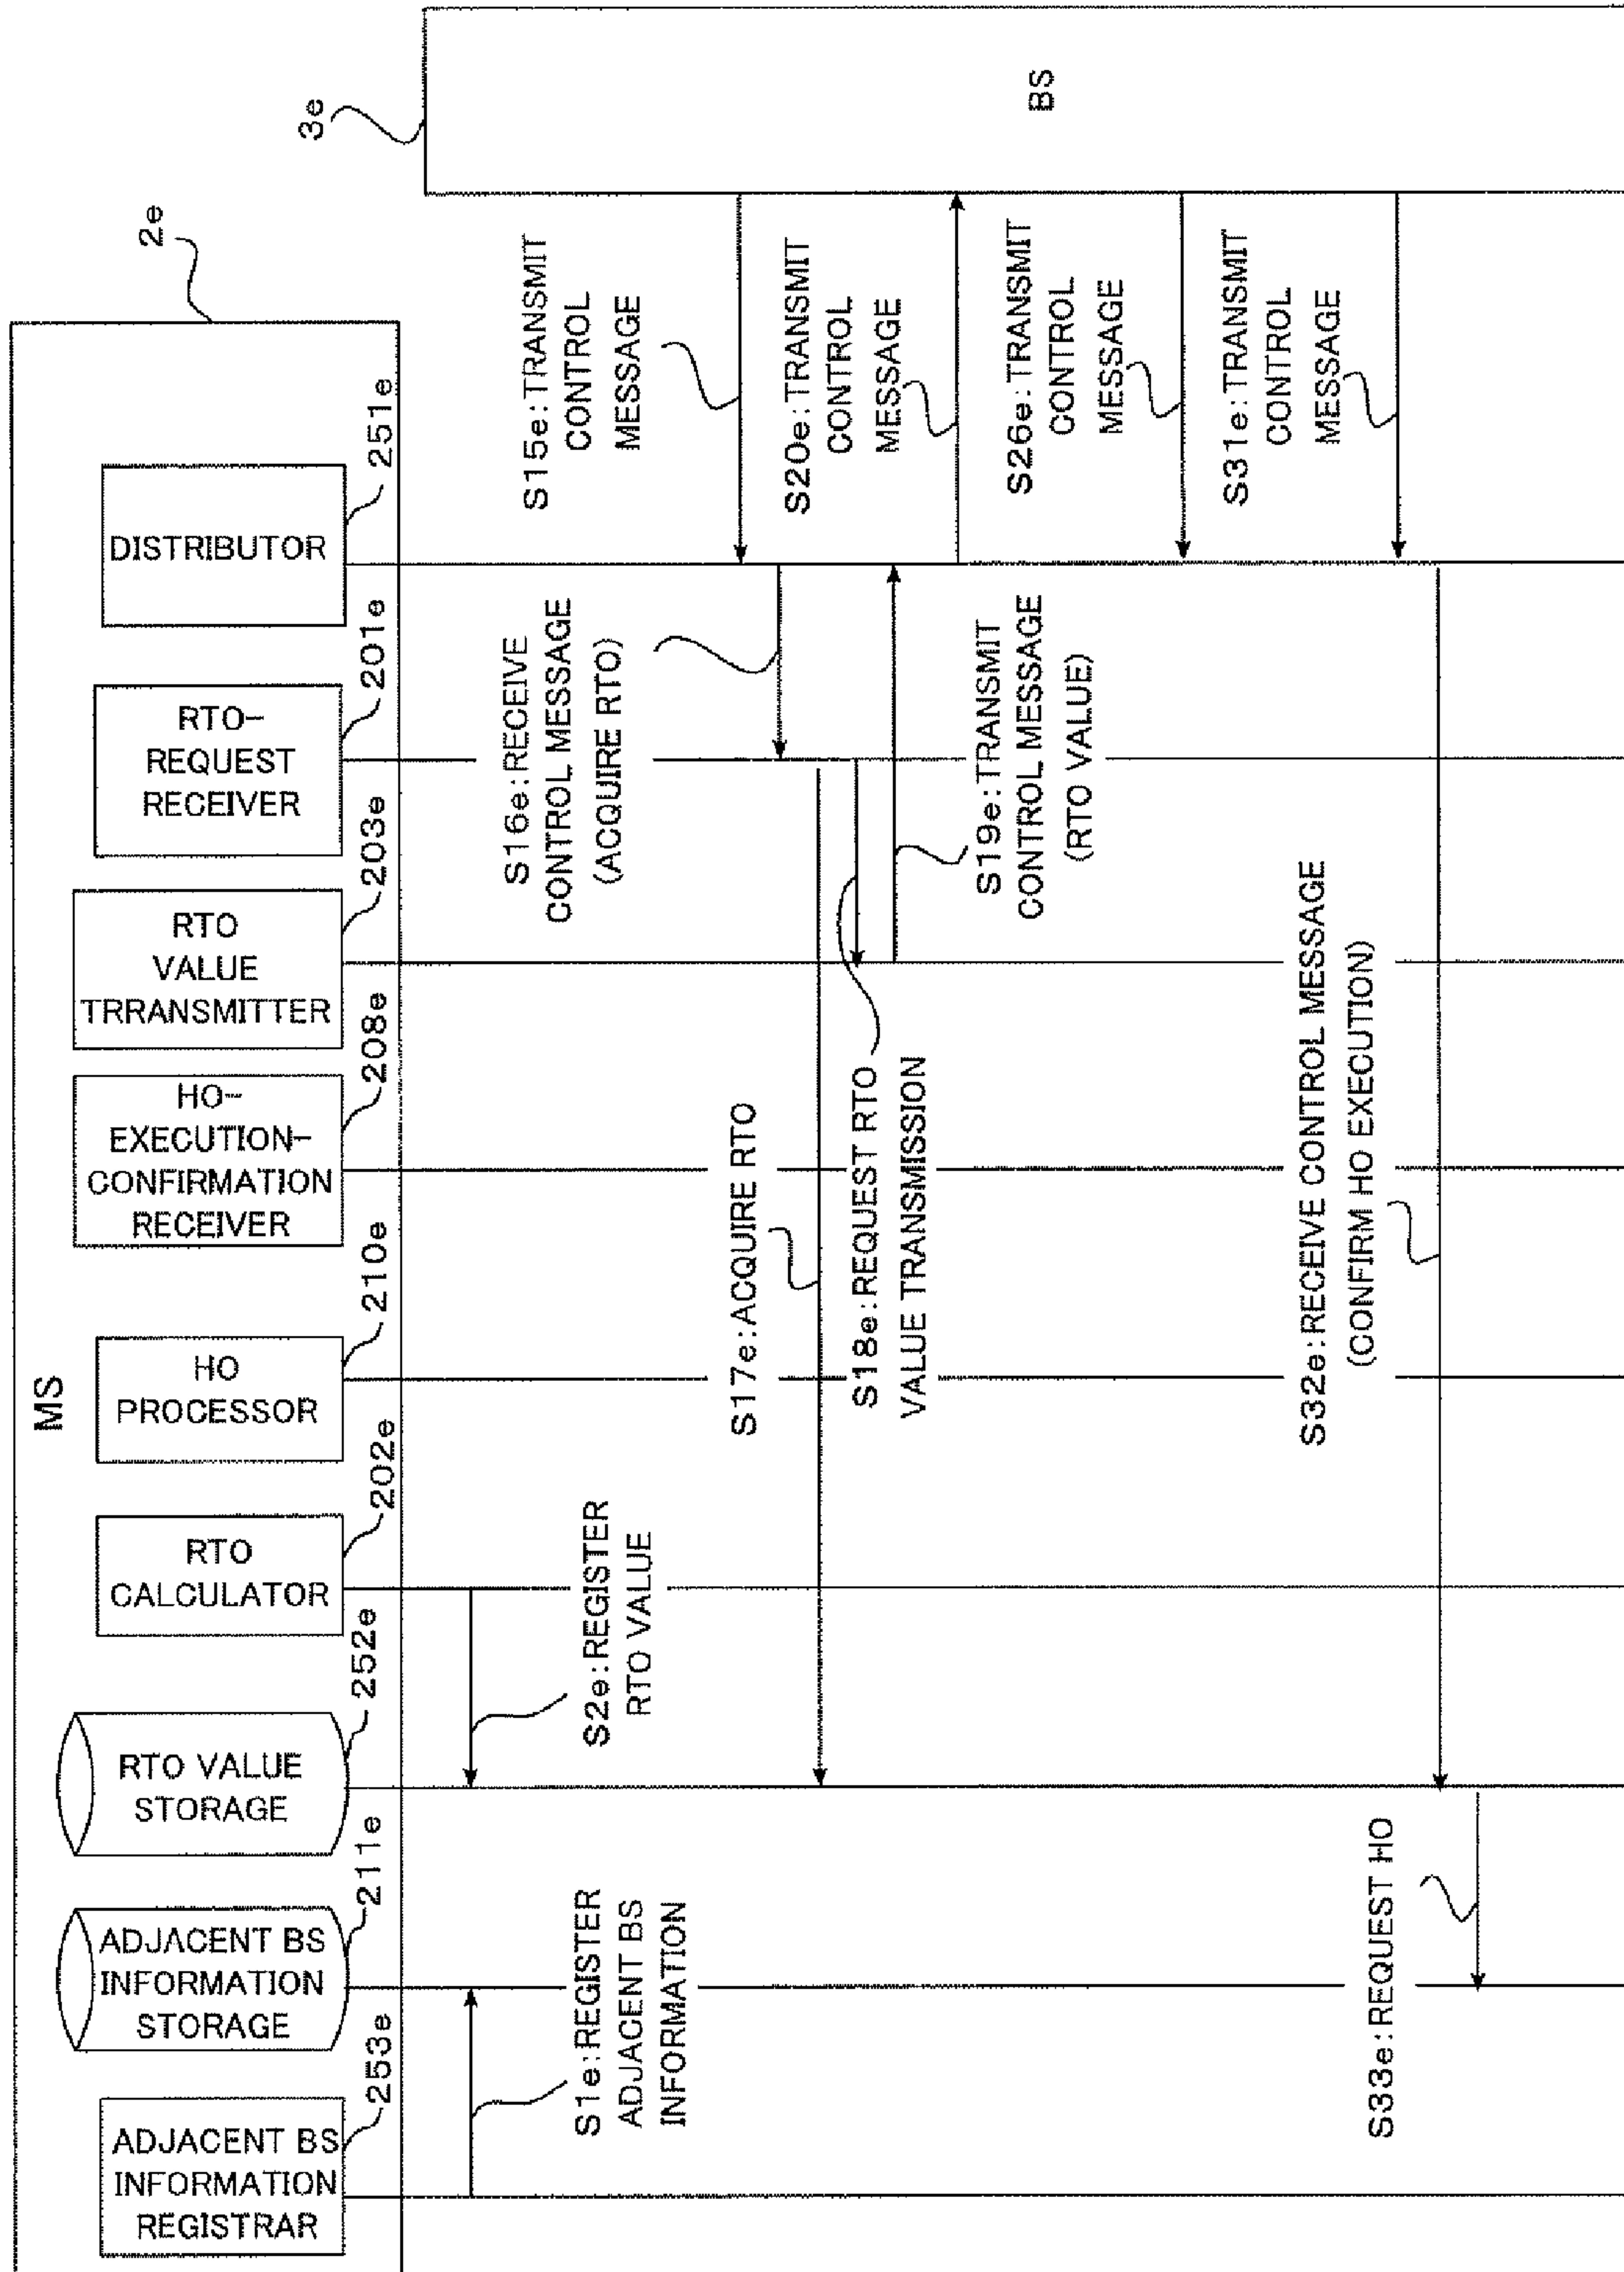 MS
2e
3e
ADJACENT BS
INFORMATION
REGISTRAR
253e
ADJACENT BS
INFORMATION
STORAGE
211e
RTO VALUE
STORAGE
252e
RTO
CALCULATOR
202e
HO
PROCESSOR
210e
HO-
EXECUTION-
CONFIRMATION
RECEIVER
208e
RTO
VALUE
TRRANSMITTER
203e
RTO-
REQUEST
RECEIVER
201e
DISTRIBUTOR
251e
BS
S1e:REGISTER
ADJACENT BS
INFORMATION
S2e:REGISTER
RTO VALUE
S15e:TRANSMIT
CONTROL
MESSAGE
S16e:RECEIVE
CONTROL MESSAGE
(ACQUIRE RTO)
S17e:ACQUIRE RTO
S18e:REQUEST RTO
VALUE TRANSMISSION
S19e:TRANSMIT
CONTROL MESSAGE
(RTO VALUE)
S20e:TRANSMIT
CONTROL
MESSAGE
S26e:TRANSMIT
CONTROL
MESSAGE
S31e:TRANSMIT
CONTROL
MESSAGE
S32e:RECEIVE CONTROL MESSAGE
(CONFIRM HO EXECUTION)
S33e:REQUEST HO